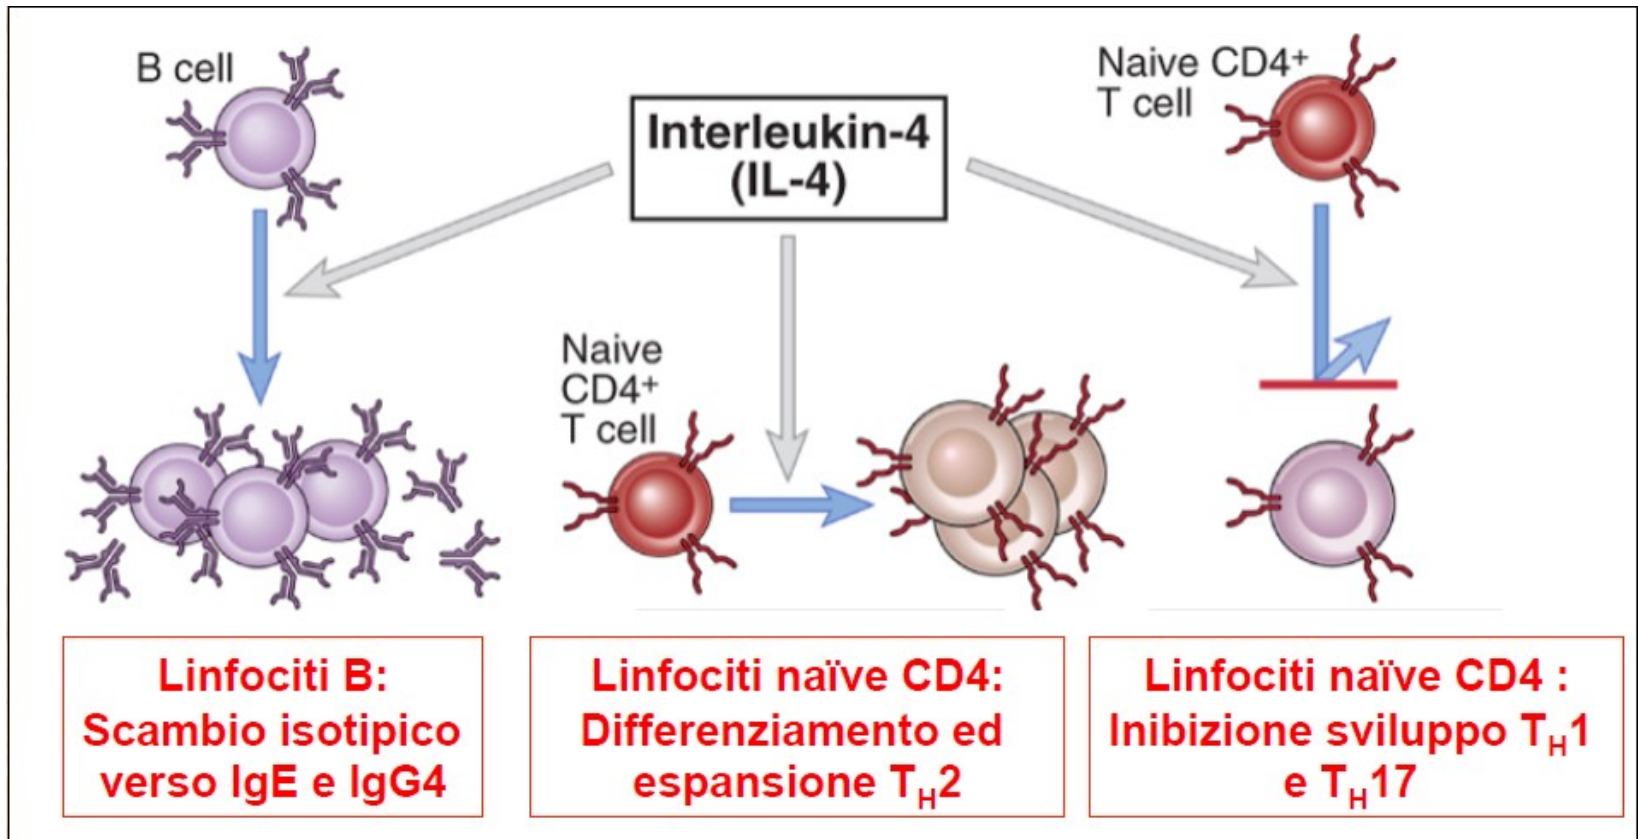 B cell
Interleukin-4
(IL-4)
Naive CD4+
T cell
Naive
CD4+
T cell
Linfociti B:
Scambio isotipico
verso IgE e IgG4
Linfociti naïve CD4:
Differenziamento ed
espansione TH2
Linfociti naïve CD4 :
Inibizione sviluppo TH1
e TH17